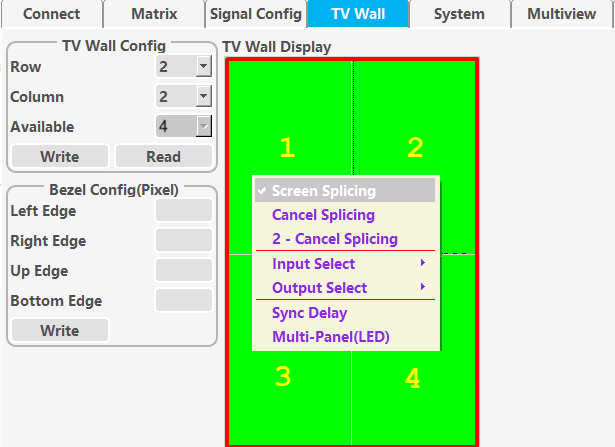 Connect Matrix Signal Config TV Wall System Multiview
TV Wall Config
Row 2
Column 2
Available 4
Write Read
Bezel Config(Pixel)
Left Edge
Right Edge
Up Edge
Bottom Edge
Write
TV Wall Display
1 2
Screen Splicing
Cancel Splicing
2 - Cancel Splicing
Input Select
Output Select
Sync Delay
Multi-Panel(LED)
3 4